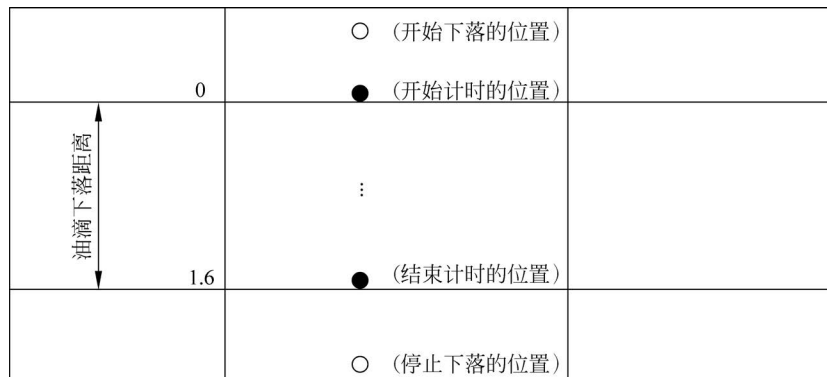 (开始下落的位置)
0
(开始计时的位置)
油滴下落距离
⋮
1.6
(结束计时的位置)
(停止下落的位置)